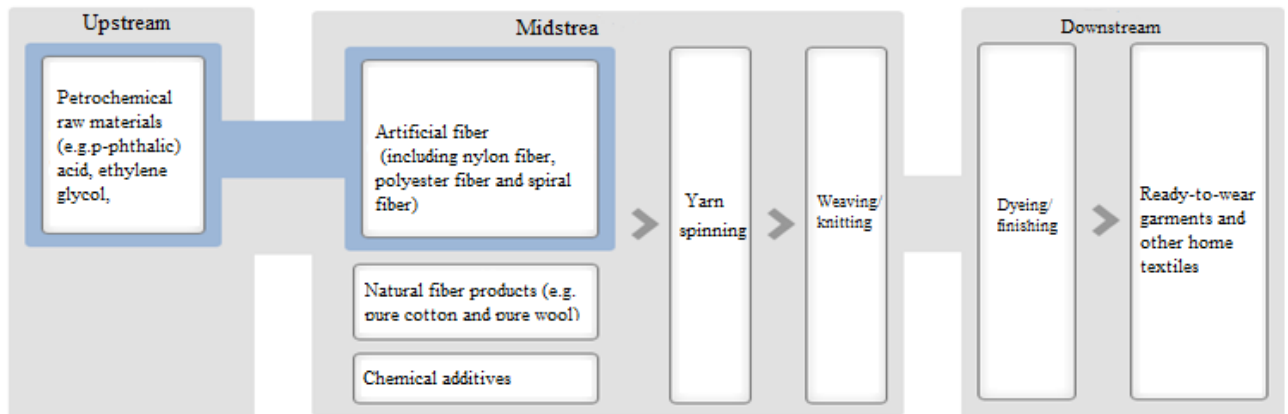 Upstream
Petrochemical
raw materials
(e.g.p-phthalic)
acid, ethylene
glycol,
Midstrea
Artificial fiber
(including nylon fiber,
polyester fiber and spiral
fiber)
Natural fiber products (e.g.
pure cotton and pure wool)
Chemical additives
Yarn
spinning
Weaving/
knitting
Downstream
Dyeing/
finishing
Ready-to-wear
garments and
other home
textiles